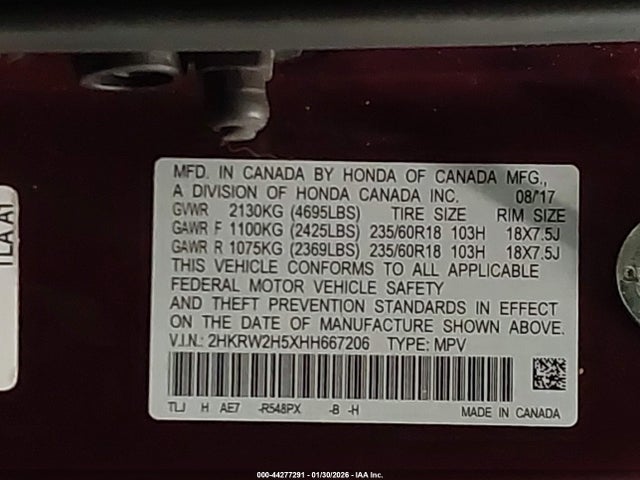 MFD. IN CANADA BY HONDA OF CANADA MFG.,
A DIVISION OF HONDA CANADA INC. 08/17
GVWR 2130KG (4695LBS) TIRE SIZE RIM SIZE
GAWR F 1100KG (2425LBS) 235/60R18 103H 18X7.5J
GAWR R 1075KG (2369LBS) 235/60R18 103H 18X7.5J
THIS VEHICLE CONFORMS TO ALL APPLICABLE
FEDERAL MOTOR VEHICLE SAFETY
AND THEFT PREVENTION STANDARDS IN EFFECT
ON THE DATE OF MANUFACTURE SHOWN ABOVE.
V.I.N.: 2HKRW2H5XHH667206 TYPE: MPV
TLJ H AE7 -R548PX -B -H MADE IN CANADA
TLA A1
000-44277291 - 01/30/2026 - IAA Inc.